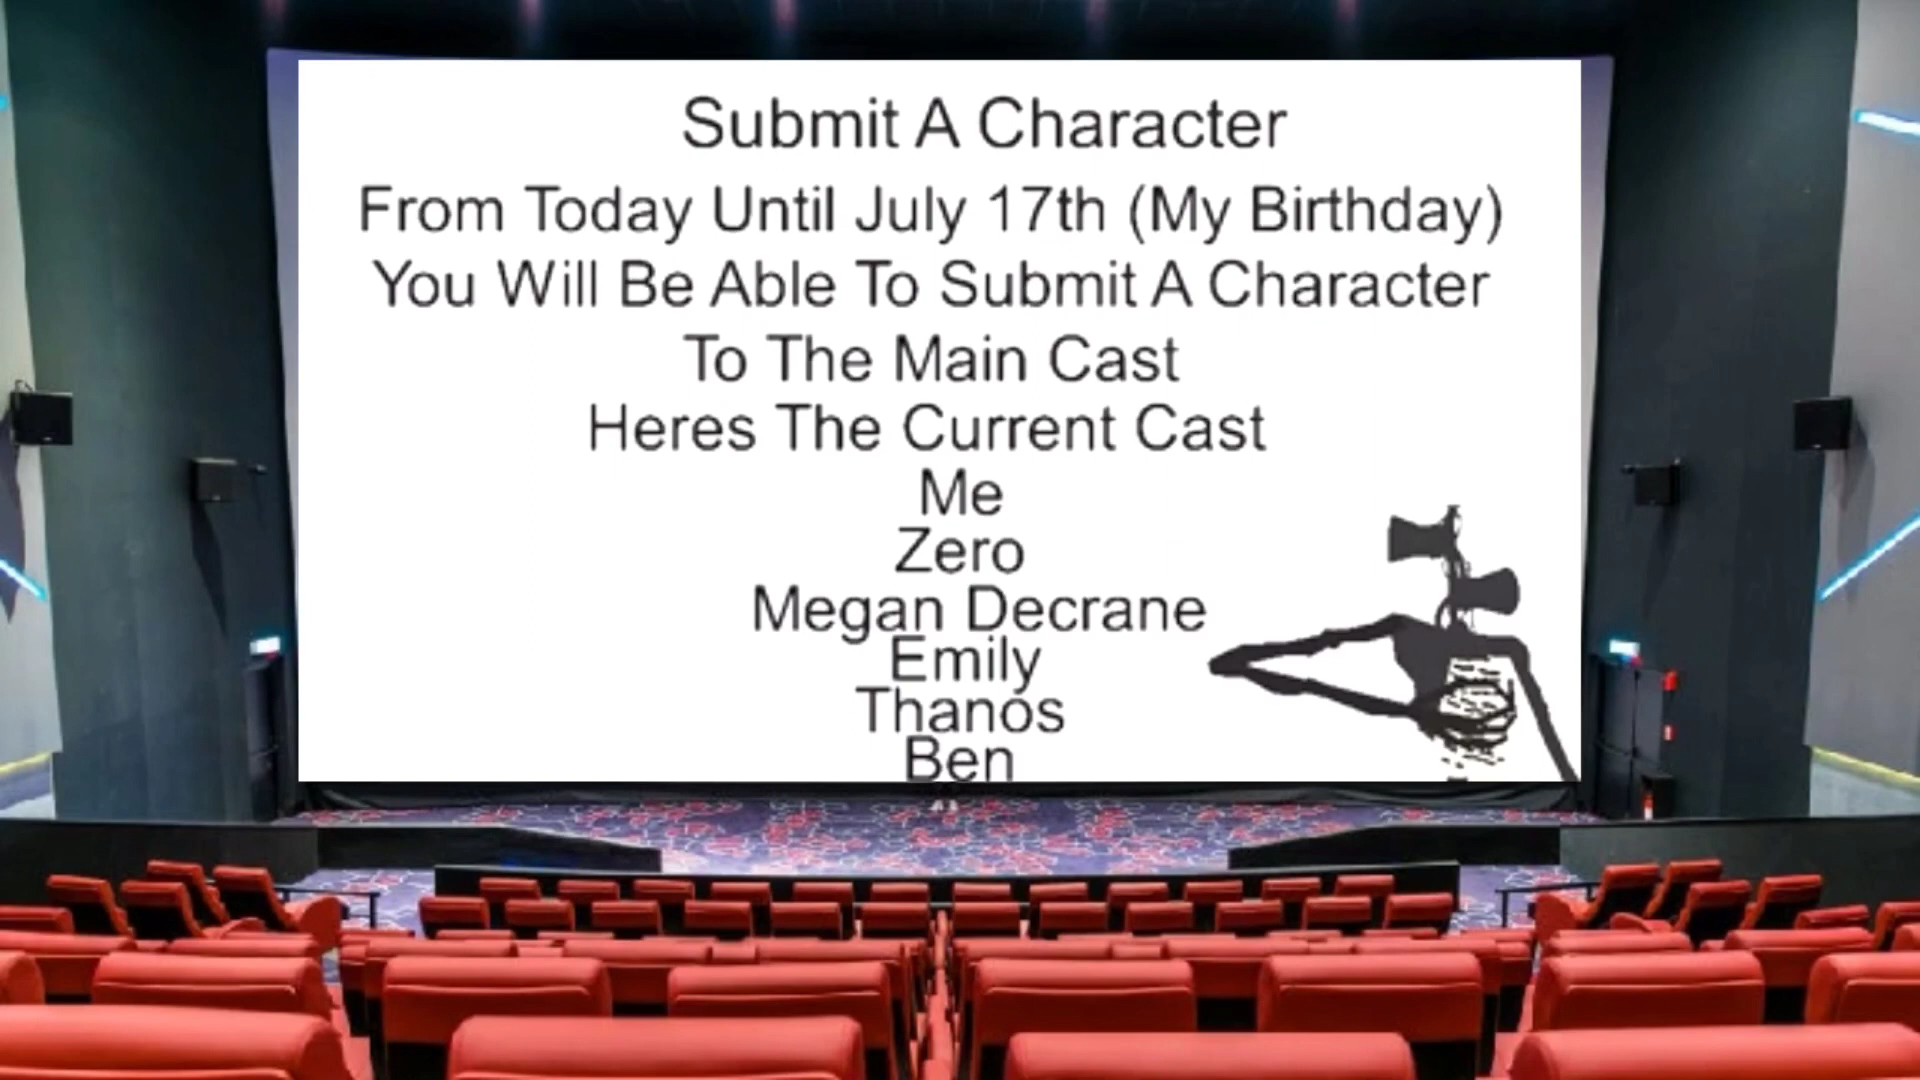 Submit A Character
From Today Until July 17th (My Birthday)
You Will Be Able To Submit A Character
To The Main Cast
Heres The Current Cast
Me
Zero
Megan Decrane
Emily
Thanos
Ben